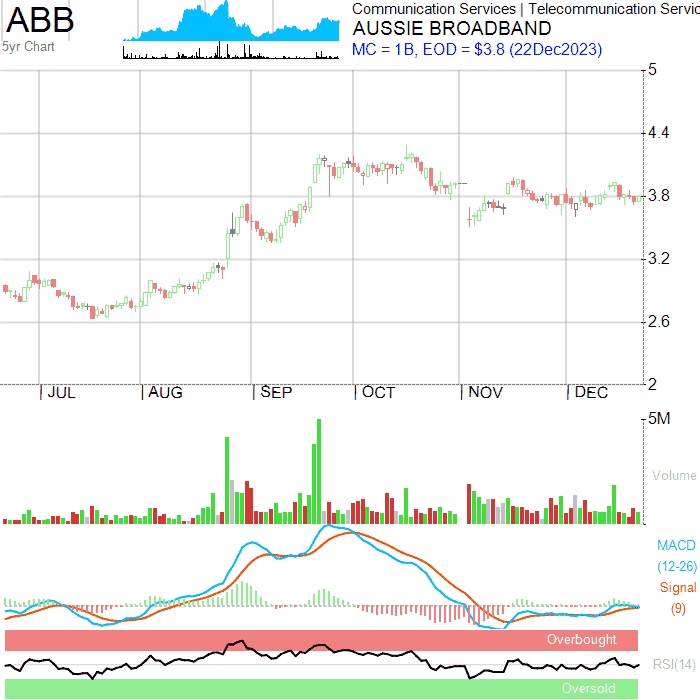 ABB
5yr Chart
Communication Services | Telecommunication Servic
AUSSIE BROADBAND
MC = 1B, EOD = $3.8 (22Dec2023)
5
4.4
3.8
3.2
2.6
2
JUL AUG SEP OCT NOV DEC
5M
Volume
MACD
(12-26)
Signal
(9)
Overbought
RSI(14)
Oversold